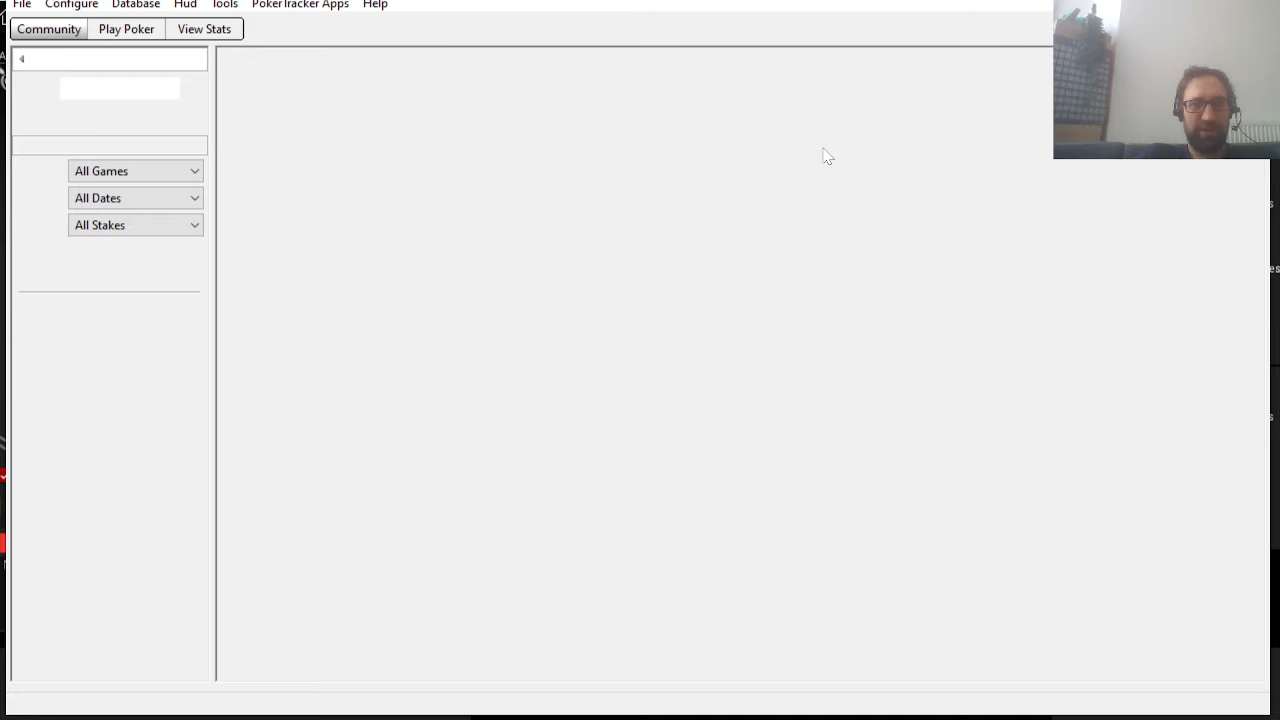 File Configure Database Hud Tools PokerTracker Apps Help
Community Play Poker View Stats
All Games
All Dates
All Stakes